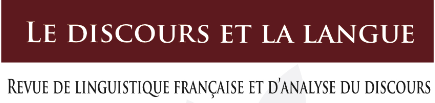 LE DISCOURS ET LA LANGUE
REVUE DE LINGUISTIQUE FRANÇAISE ET D'ANALYSE DU DISCOURS